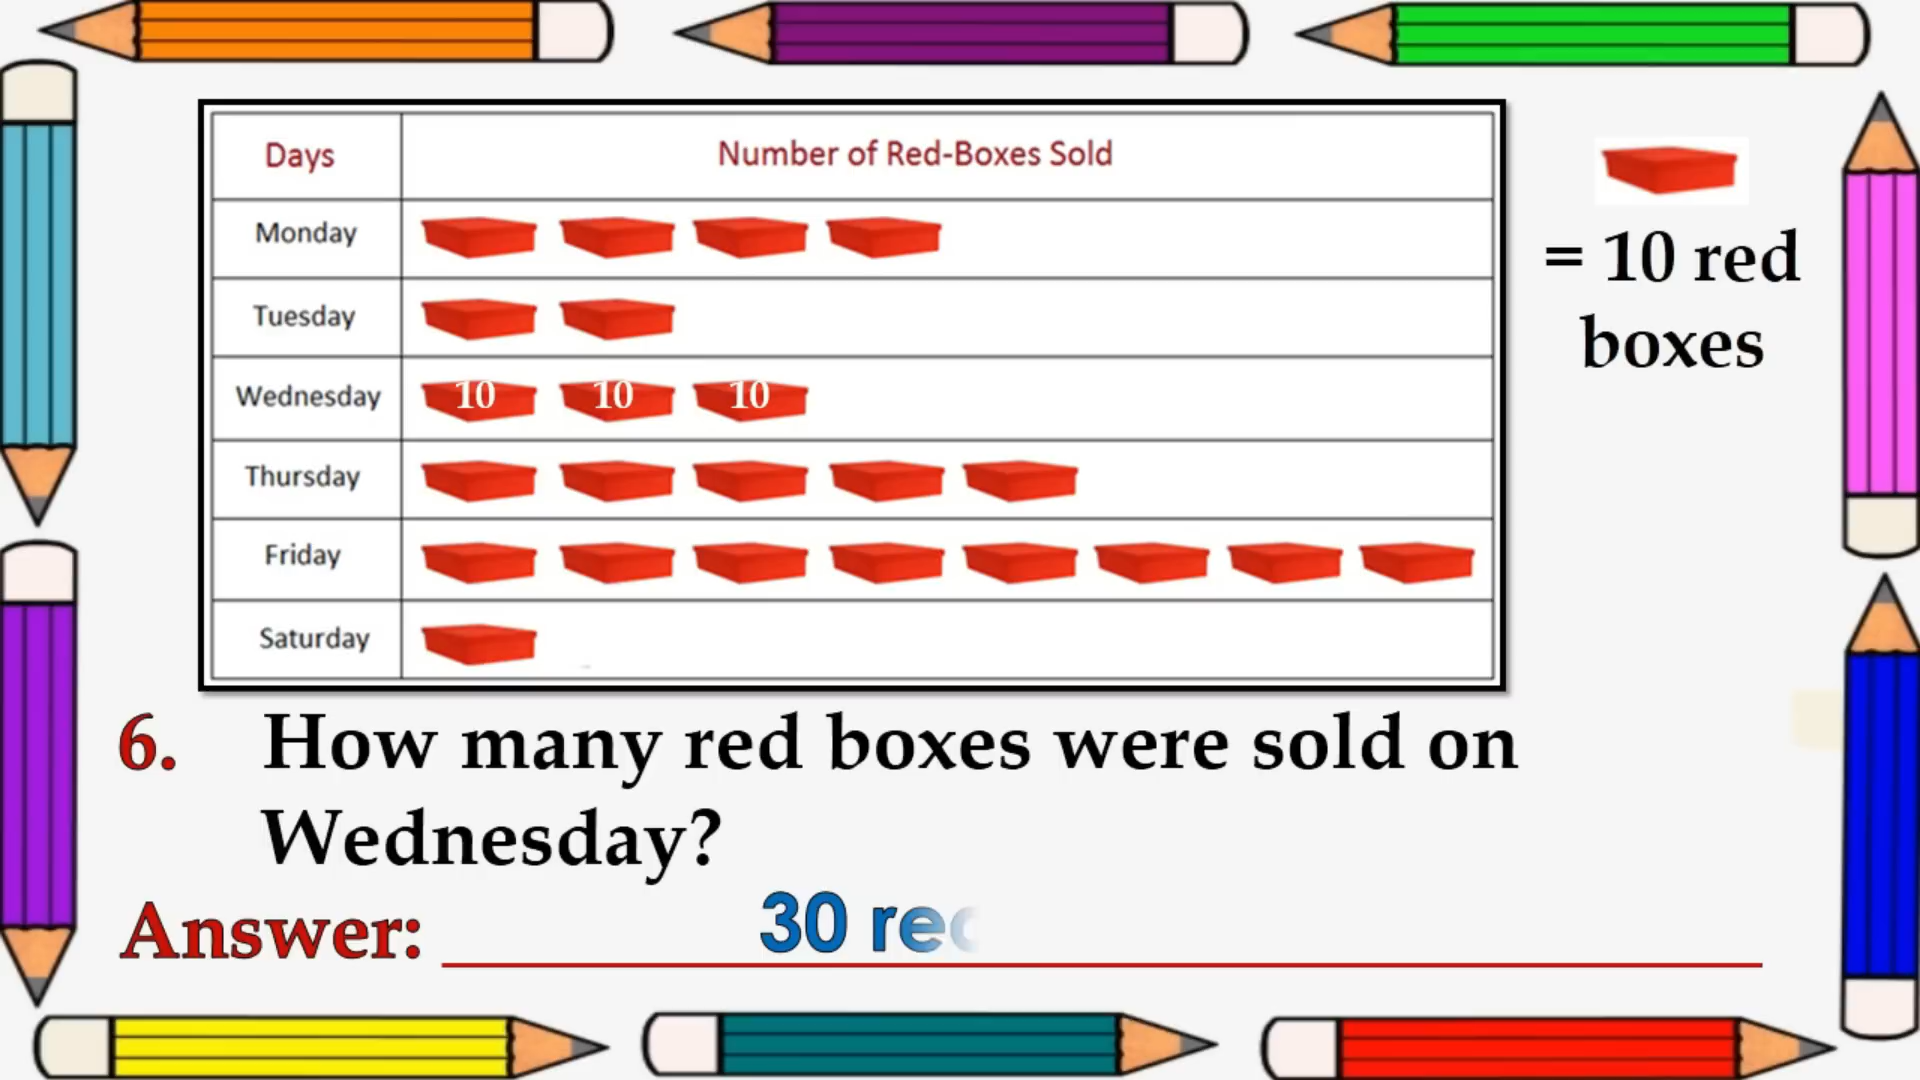 Days Number of Red-Boxes Sold
Monday
Tuesday
Wednesday 10 10 10
Thursday
Friday
Saturday
= 10 red
boxes
6. How many red boxes were sold on
Wednesday?
Answer: 30 red